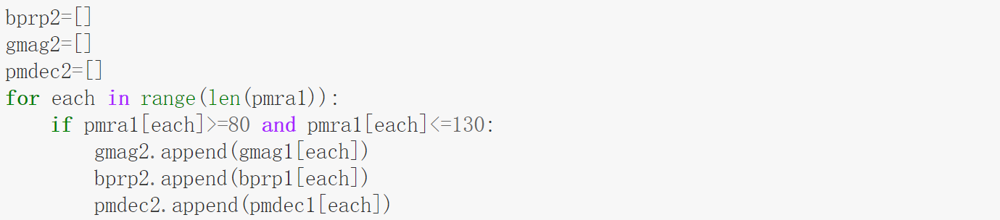 bprp2=[]
gmag2=[]
pmdec2=[]
for each in range(len(pmra1)):
    if pmra1[each]>=80 and pmra1[each]<=130:
        gmag2.append(gmag1[each])
        bprp2.append(bprp1[each])
        pmdec2.append(pmdec1[each])